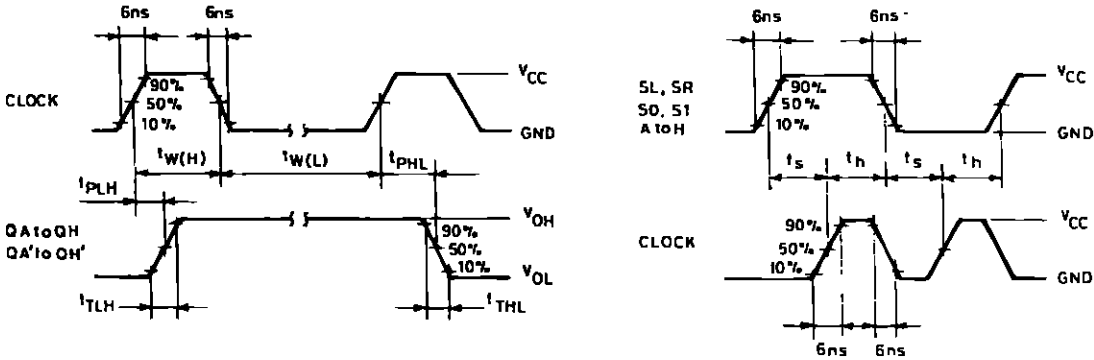 6ns 6ns
CLOCK
90%
50%
10%
VCC
GND
tW(H) tW(L) tPHL
tPLH
QA to QH
QA' to QH'
90%
50%
10%
VOH
VOL
tTLH tTHL
6ns 6ns
SL, SR
S0, S1
A to H
90%
50%
10%
VCC
GND
ts th ts th
CLOCK
90%
50%
10%
VCC
GND
6ns 6ns